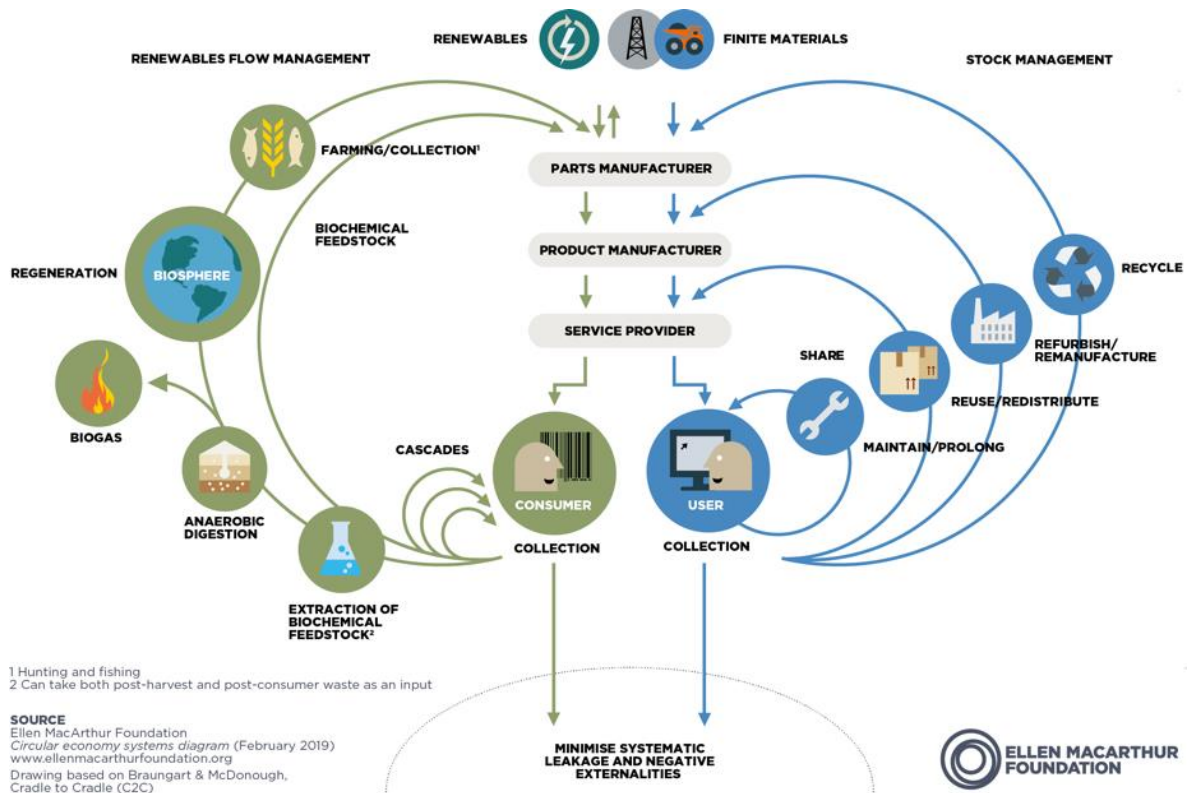 RENEWABLES
FINITE MATERIALS
RENEWABLES FLOW MANAGEMENT
STOCK MANAGEMENT
FARMING/COLLECTION¹
PARTS MANUFACTURER
BIOCHEMICAL
FEEDSTOCK
PRODUCT MANUFACTURER
REGENERATION
BIOSPHERE
RECYCLE
SERVICE PROVIDER
SHARE
REFURBISH/
REMANUFACTURE
REUSE/REDISTRIBUTE
BIOGAS
CASCADES
MAINTAIN/PROLONG
CONSUMER
USER
ANAEROBIC
DIGESTION
COLLECTION
COLLECTION
EXTRACTION OF
BIOCHEMICAL
FEEDSTOCK²
1 Hunting and fishing
2 Can take both post-harvest and post-consumer waste as an input
SOURCE
Ellen MacArthur Foundation
Circular economy systems diagram (February 2019)
www.ellenmacarthurfoundation.org
Drawing based on Braungart & McDonough,
Cradle to Cradle (C2C)
MINIMISE SYSTEMATIC
LEAKAGE AND NEGATIVE
EXTERNALITIES
ELLEN MACARTHUR
FOUNDATION